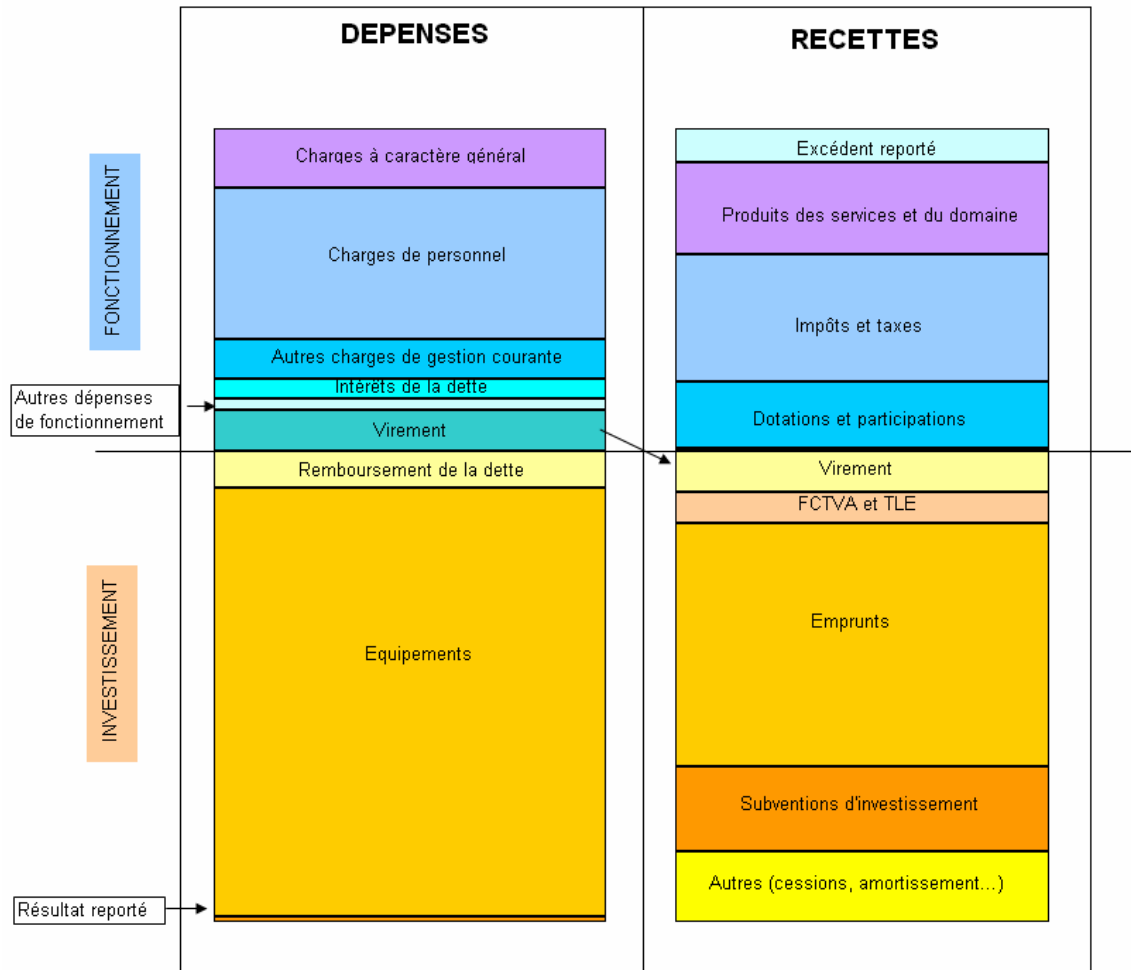 DEPENSES
RECETTES
FONCTIONNEMENT
Charges à caractère général
Charges de personnel
Autres charges de gestion courante
Intérêts de la dette
Autres dépenses
de fonctionnement
Virement
Excédent reporté
Produits des services et du domaine
Impôts et taxes
Dotations et participations
INVESTISSEMENT
Remboursement de la dette
Equipements
Résultat reporté
Virement
FCTVA et TLE
Emprunts
Subventions d'investissement
Autres (cessions, amortissement...)